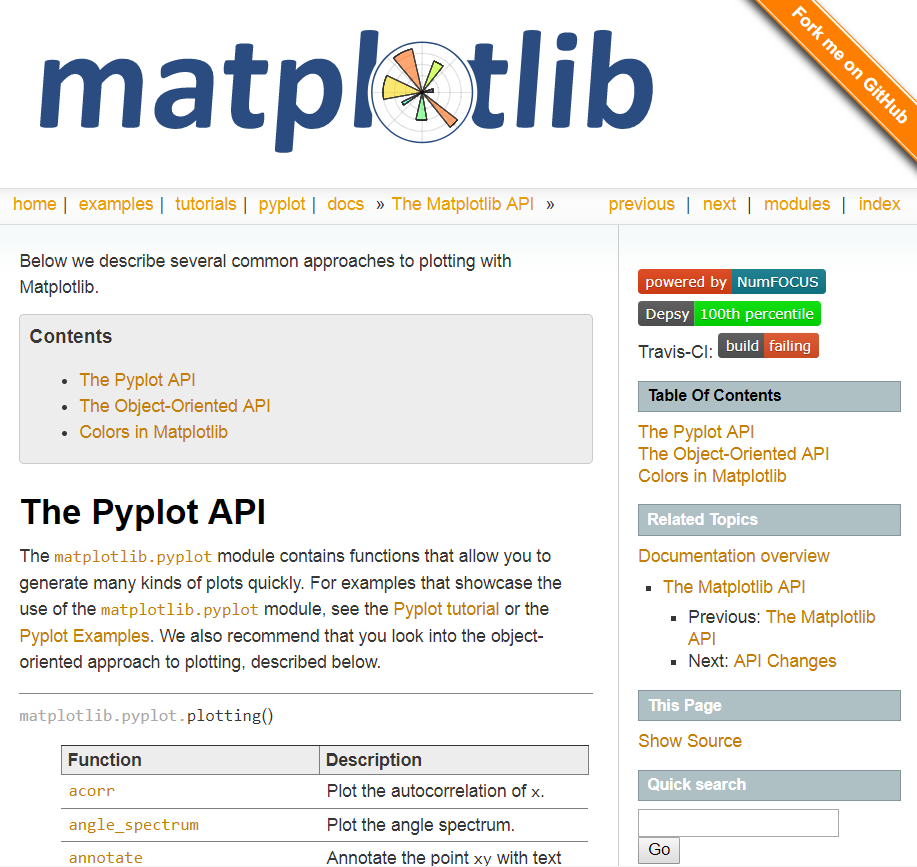 matplotlib
Fork me on GitHub
home | examples | tutorials | pyplot | docs » The Matplotlib API » previous | next | modules | index
Below we describe several common approaches to plotting with
Matplotlib.
Contents
• The Pyplot API
• The Object-Oriented API
• Colors in Matplotlib
The Pyplot API
The matplotlib.pyplot module contains functions that allow you to
generate many kinds of plots quickly. For examples that showcase the
use of the matplotlib.pyplot module, see the Pyplot tutorial or the
Pyplot Examples. We also recommend that you look into the object-
oriented approach to plotting, described below.
matplotlib.pyplot.plotting()
Function Description
acorr Plot the autocorrelation of x.
angle_spectrum Plot the angle spectrum.
annotate Annotate the point xy with text
powered by NumFOCUS
Depsy 100th percentile
Travis-CI: build failing
Table Of Contents
The Pyplot API
The Object-Oriented API
Colors in Matplotlib
Related Topics
Documentation overview
▪ The Matplotlib API
▪ Previous: The Matplotlib
API
▪ Next: API Changes
This Page
Show Source
Quick search
Go